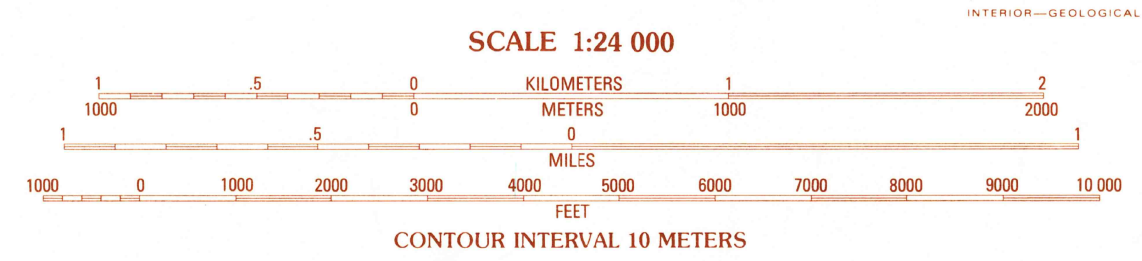 INTERIOR—GEOLOGICAL
SCALE 1:24 000
1 .5 0 KILOMETERS 1 2
1000 0 METERS 1000 2000
1 .5 0 1
MILES
1000 0 1000 2000 3000 4000 5000 6000 7000 8000 9000 10 000
FEET
CONTOUR INTERVAL 10 METERS